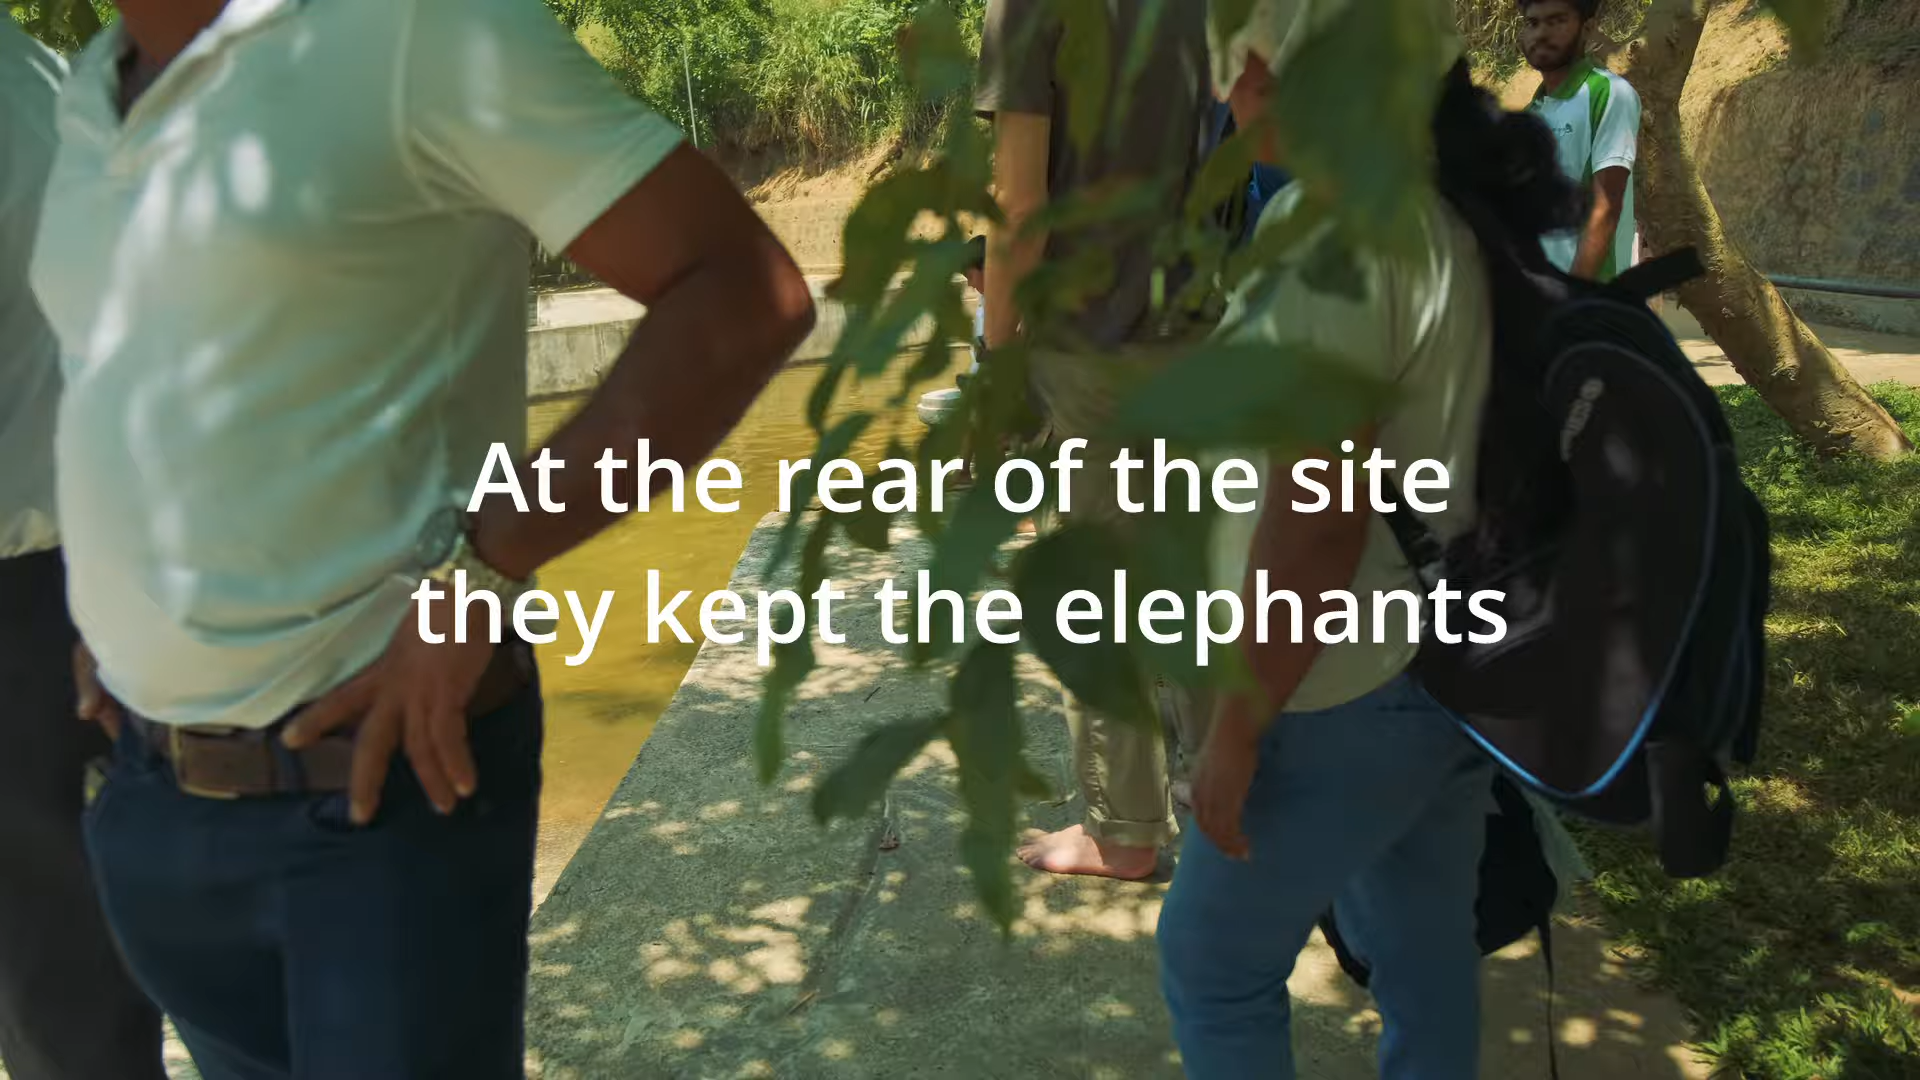 At the rear of the site
they kept the elephants